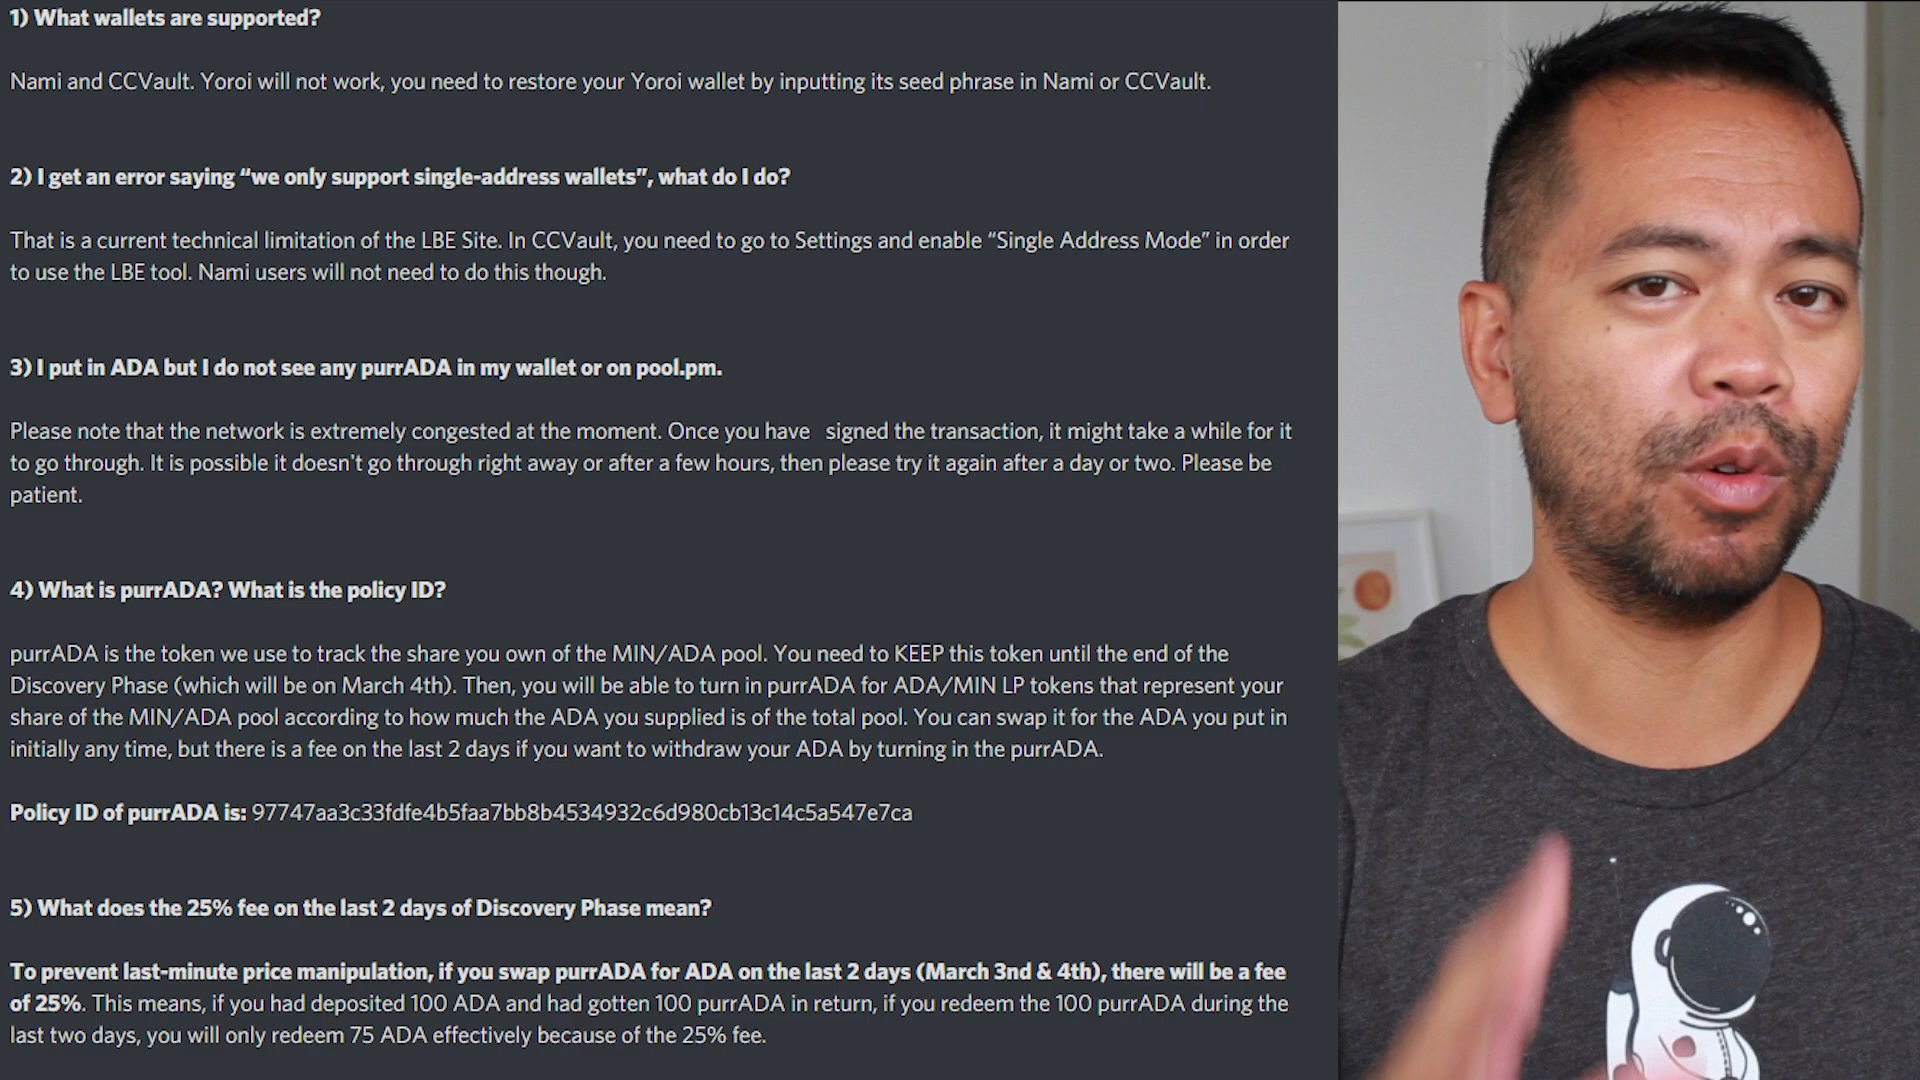 1) What wallets are supported?
Nami and CCVault. Yoroi will not work, you need to restore your Yoroi wallet by inputting its seed phrase in Nami or CCVault.
2) I get an error saying “we only support single-address wallets”, what do I do?
That is a current technical limitation of the LBE Site. In CCVault, you need to go to Settings and enable “Single Address Mode” in order
to use the LBE tool. Nami users will not need to do this though.
3) I put in ADA but I do not see any purrADA in my wallet or on pool.pm.
Please note that the network is extremely congested at the moment. Once you have signed the transaction, it might take a while for it
to go through. It is possible it doesn't go through right away or after a few hours, then please try it again after a day or two. Please be
patient.
4) What is purrADA? What is the policy ID?
purrADA is the token we use to track the share you own of the MIN/ADA pool. You need to KEEP this token until the end of the
Discovery Phase (which will be on March 4th). Then, you will be able to turn in purrADA for ADA/MIN LP tokens that represent your
share of the MIN/ADA pool according to how much the ADA you supplied is of the total pool. You can swap it for the ADA you put in
initially any time, but there is a fee on the last 2 days if you want to withdraw your ADA by turning in the purrADA.
Policy ID of purrADA is: 97747aa3c33fdfe4b5faa7bb8b4534932c6d980cb13c14c5a547e7ca
5) What does the 25% fee on the last 2 days of Discovery Phase mean?
To prevent last-minute price manipulation, if you swap purrADA for ADA on the last 2 days (March 3nd & 4th), there will be a fee
of 25%. This means, if you had deposited 100 ADA and had gotten 100 purrADA in return, if you redeem the 100 purrADA during the
last two days, you will only redeem 75 ADA effectively because of the 25% fee.